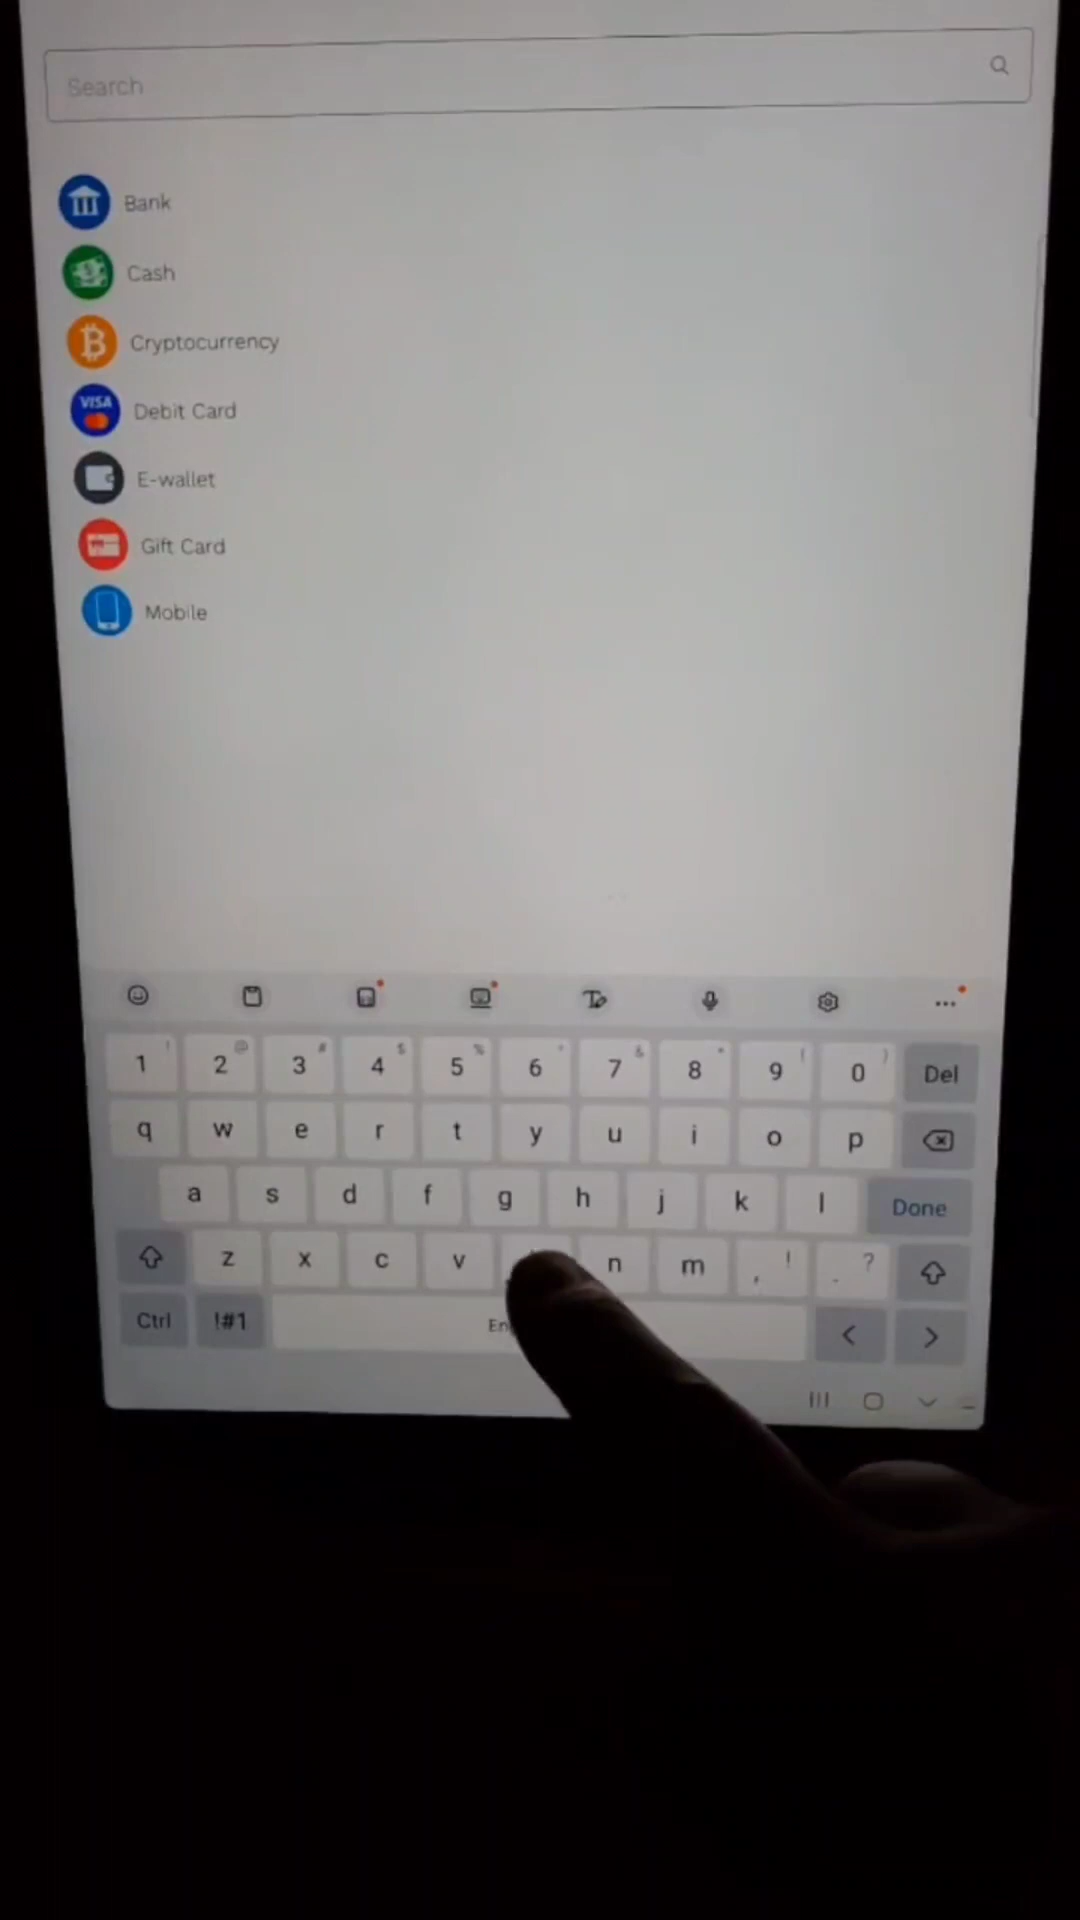 Search
Bank
Cash
Cryptocurrency
VISA
Debit Card
E-wallet
Gift Card
Mobile
1 ! 2 @ 3 # 4 $ 5 % 6 ^ 7 & 8 * 9 ( 0 ) Del
q w e r t y u i o p
a s d f g h j k l Done
z x c v n m , ! . ?
Ctrl !#1 < >